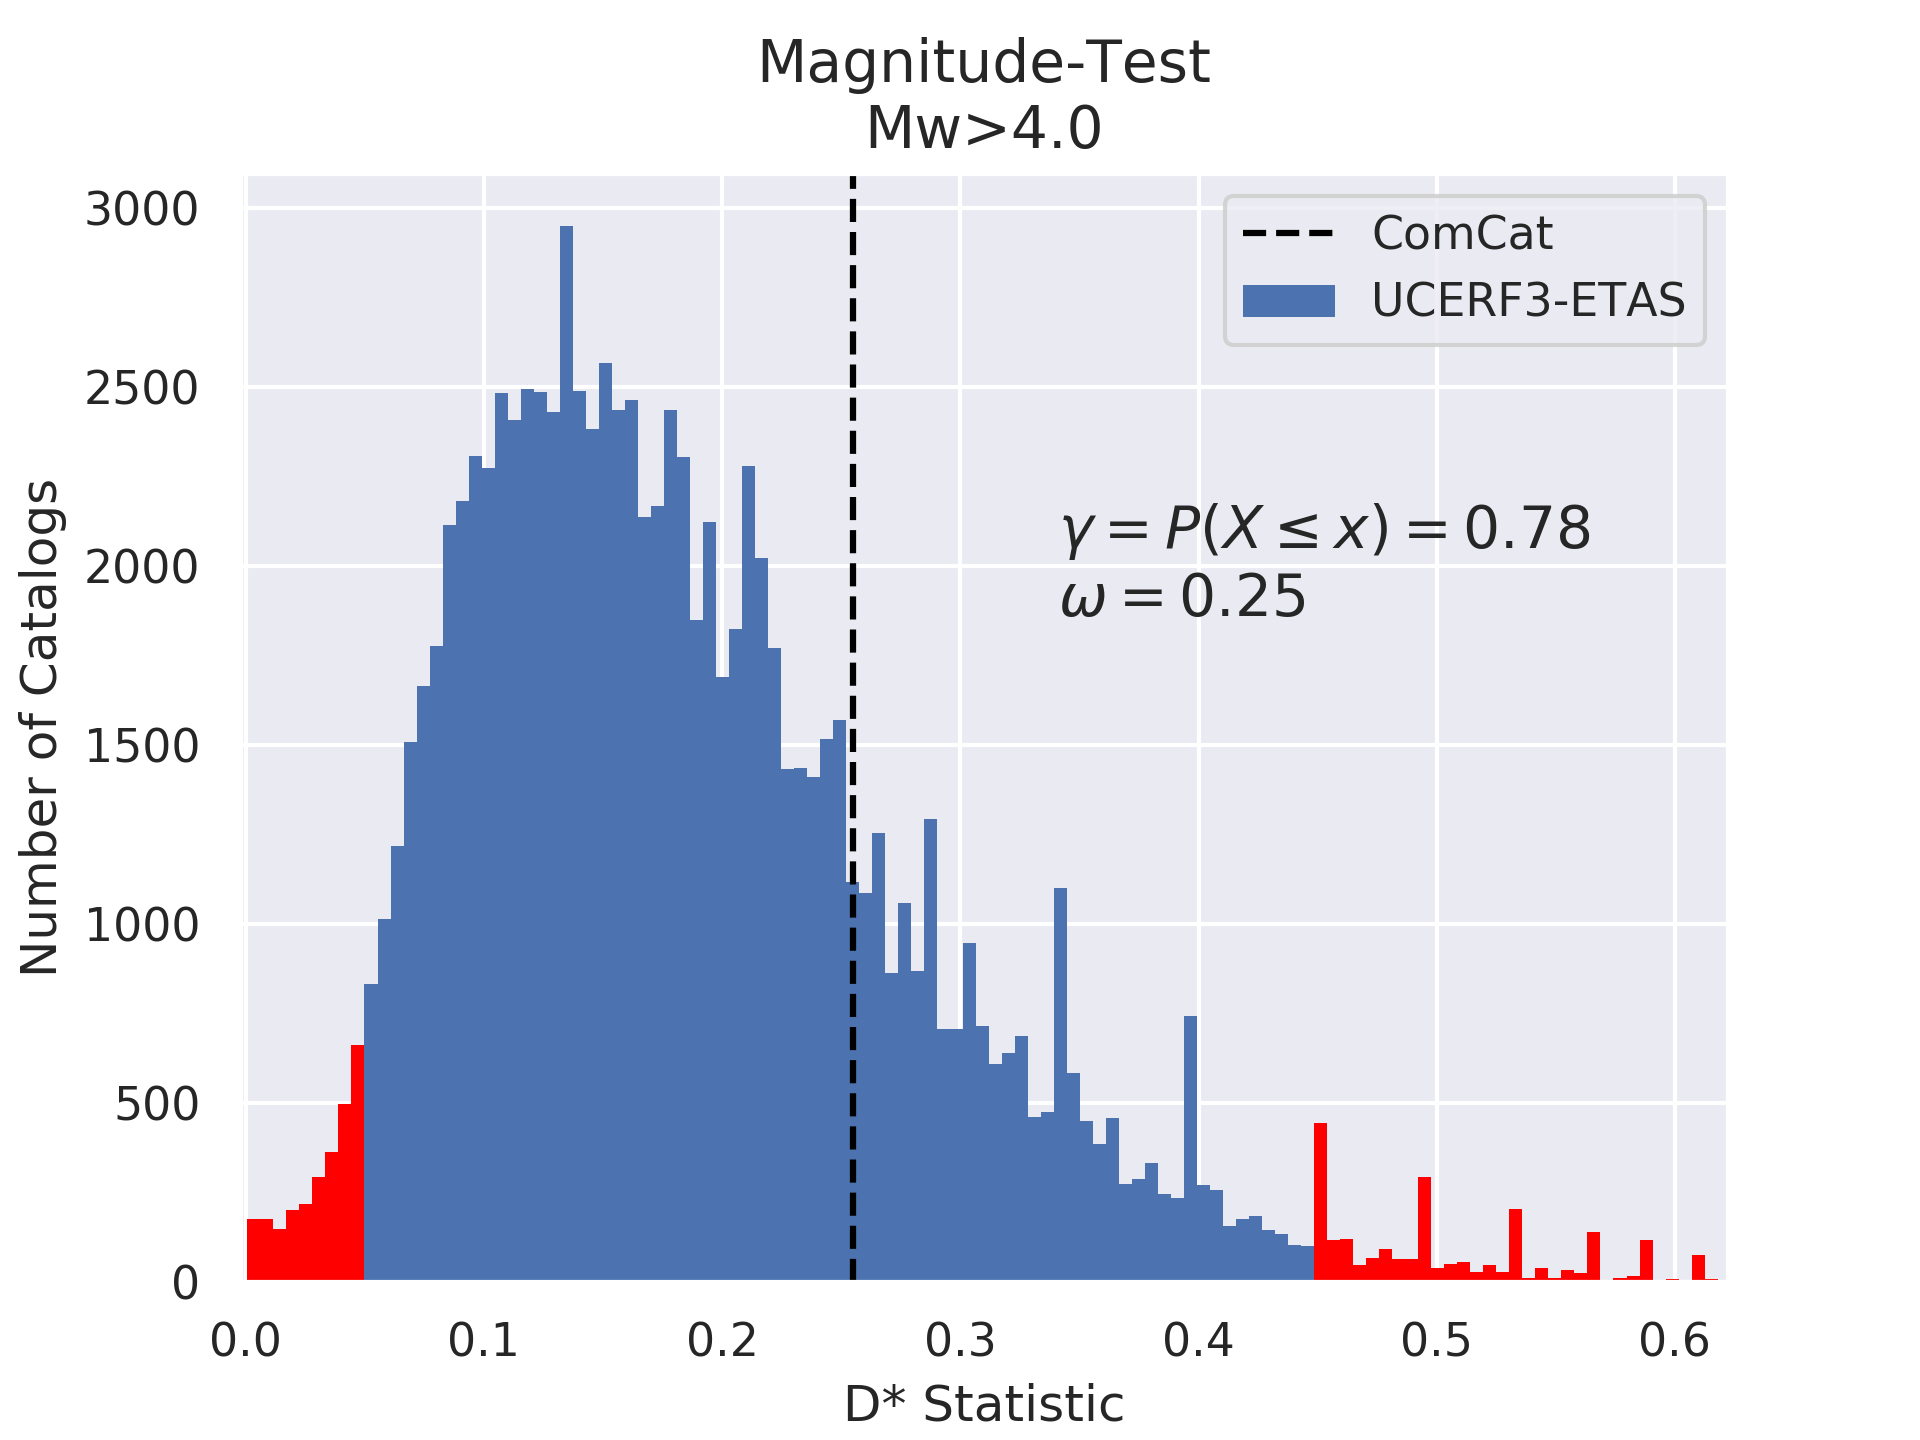 Magnitude-Test
Mw>4.0
3000
2500
2000
1500
1000
500
0
Number of Catalogs
ComCat
UCERF3-ETAS
γ = P(X ≤ x) = 0.78
ω = 0.25
0.0 0.1 0.2 0.3 0.4 0.5 0.6
D* Statistic